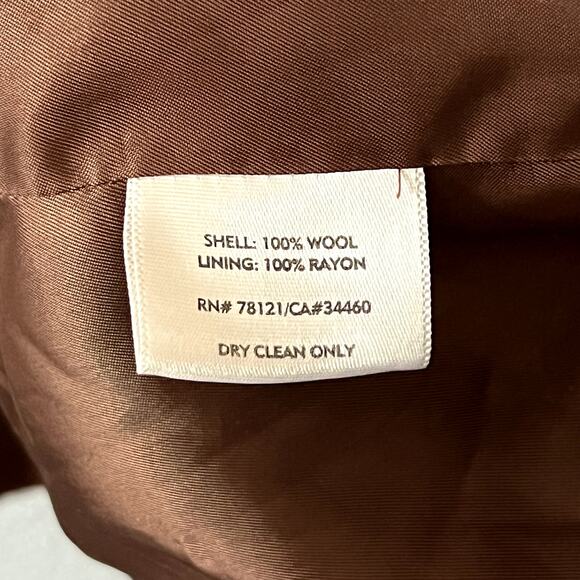 SHELL: 100% WOOL
LINING: 100% RAYON
RN# 78121/CA#34460
DRY CLEAN ONLY